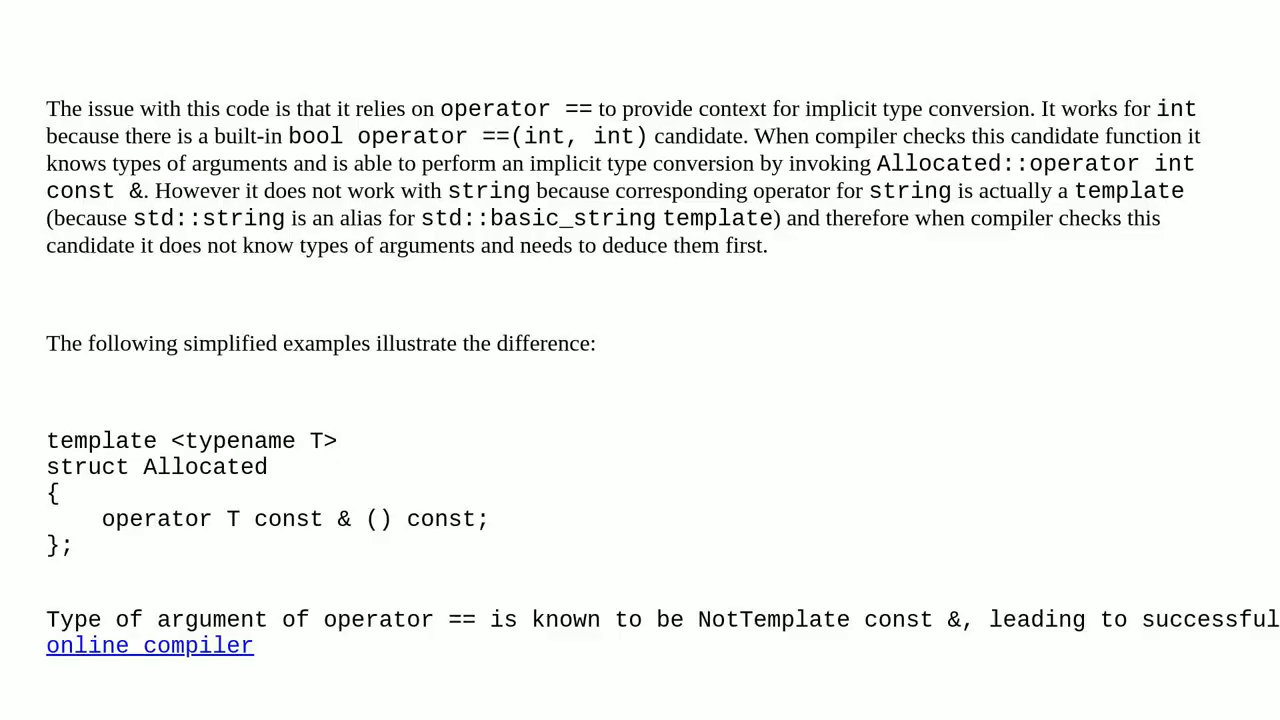 The issue with this code is that it relies on operator == to provide context for implicit type conversion. It works for int
because there is a built-in bool operator ==(int, int) candidate. When compiler checks this candidate function it
knows types of arguments and is able to perform an implicit type conversion by invoking Allocated::operator int
const &. However it does not work with string because corresponding operator for string is actually a template
(because std::string is an alias for std::basic_string template) and therefore when compiler checks this
candidate it does not know types of arguments and needs to deduce them first.
The following simplified examples illustrate the difference:
template <typename T>
struct Allocated
{
    operator T const & () const;
};
Type of argument of operator == is known to be NotTemplate const &, leading to successful
online compiler